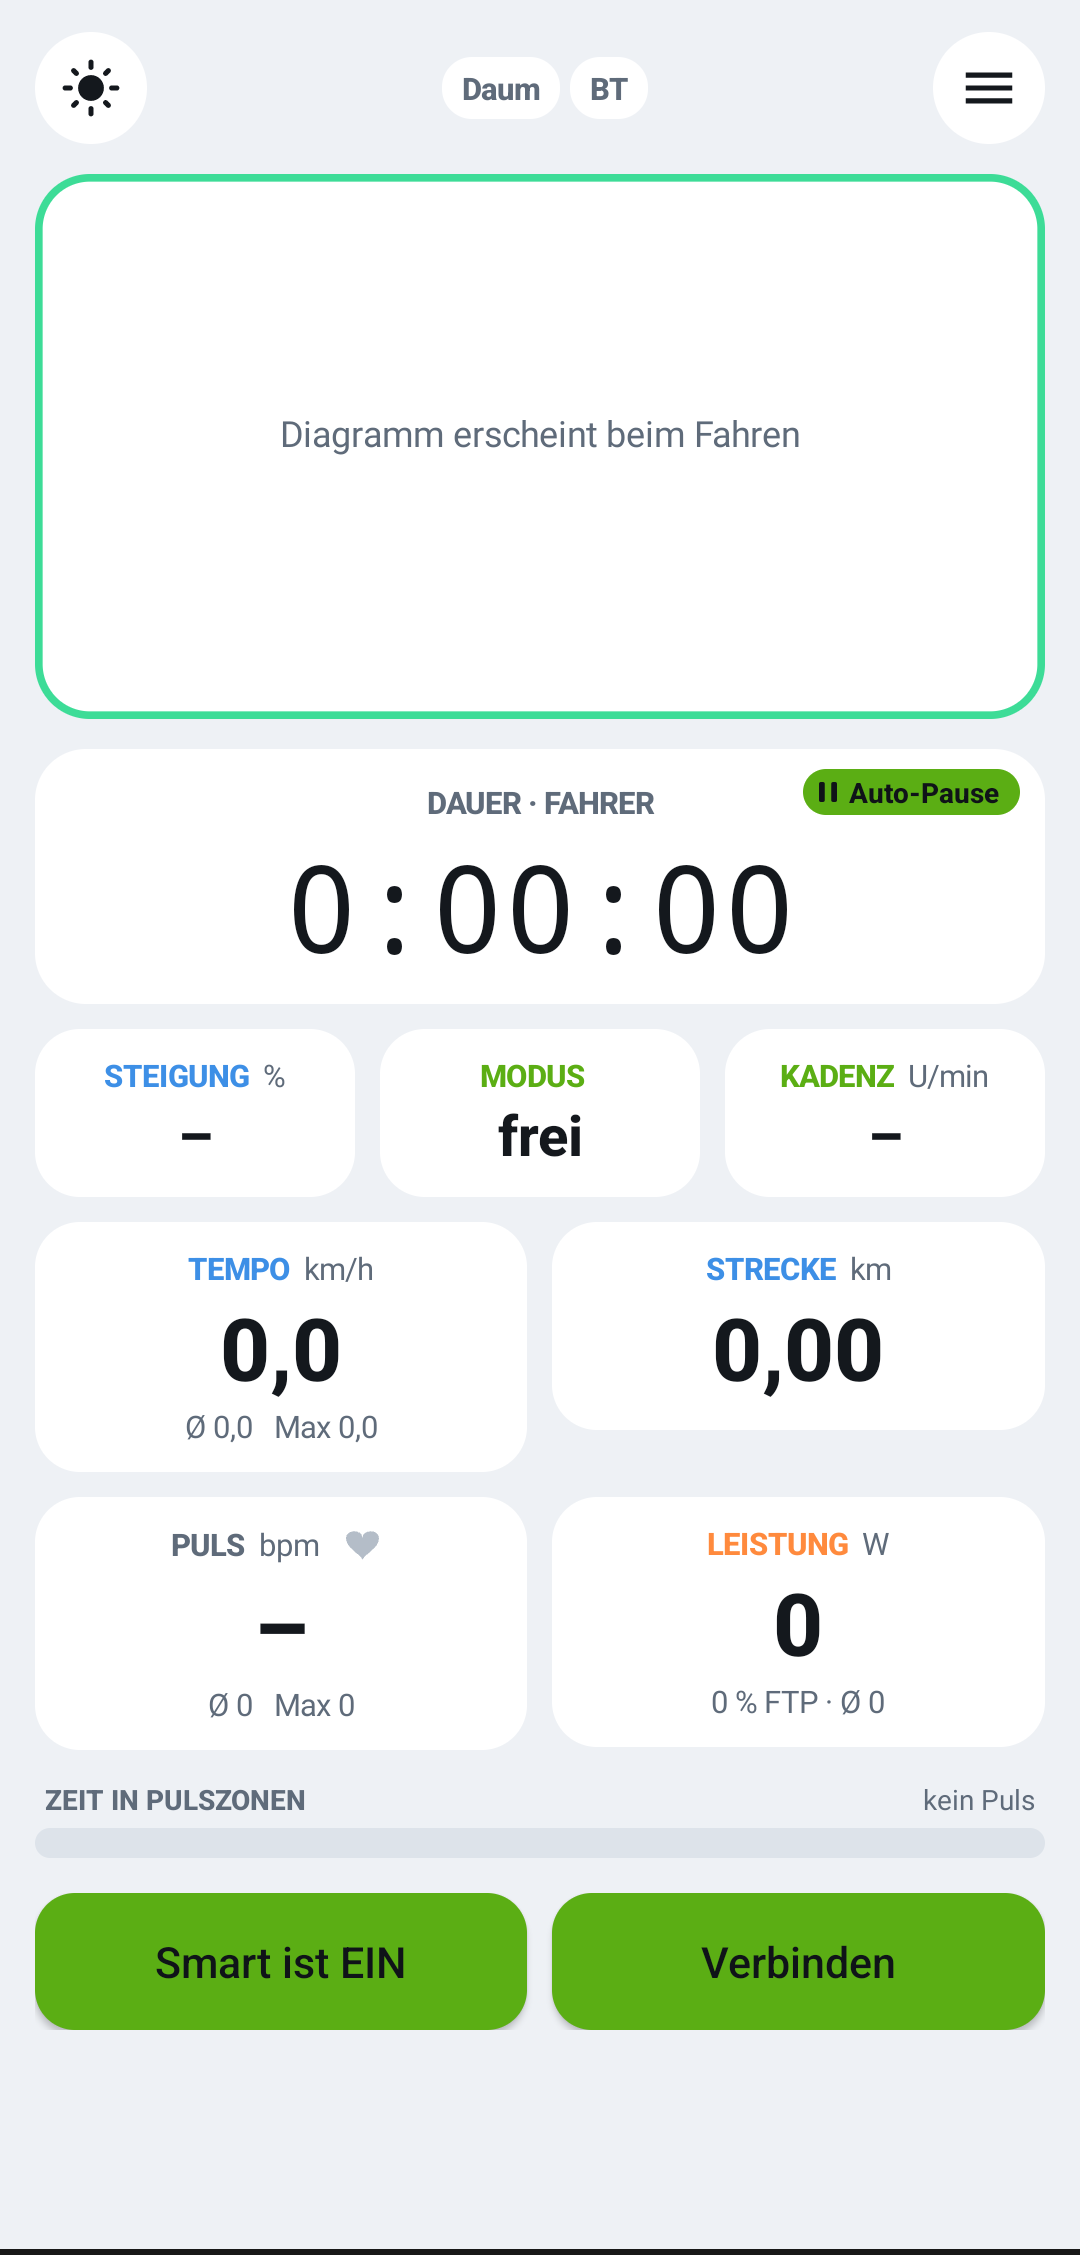 Daum BT
Diagramm erscheint beim Fahren
DAUER · FAHRER
Auto-Pause
0:00:00
STEIGUNG %
–
MODUS
frei
KADENZ U/min
–
TEMPO km/h
0,0
Ø 0,0 Max 0,0
STRECKE km
0,00
PULS bpm
–
Ø 0 Max 0
LEISTUNG W
0
0 % FTP · Ø 0
ZEIT IN PULSZONEN
kein Puls
Smart ist EIN
Verbinden